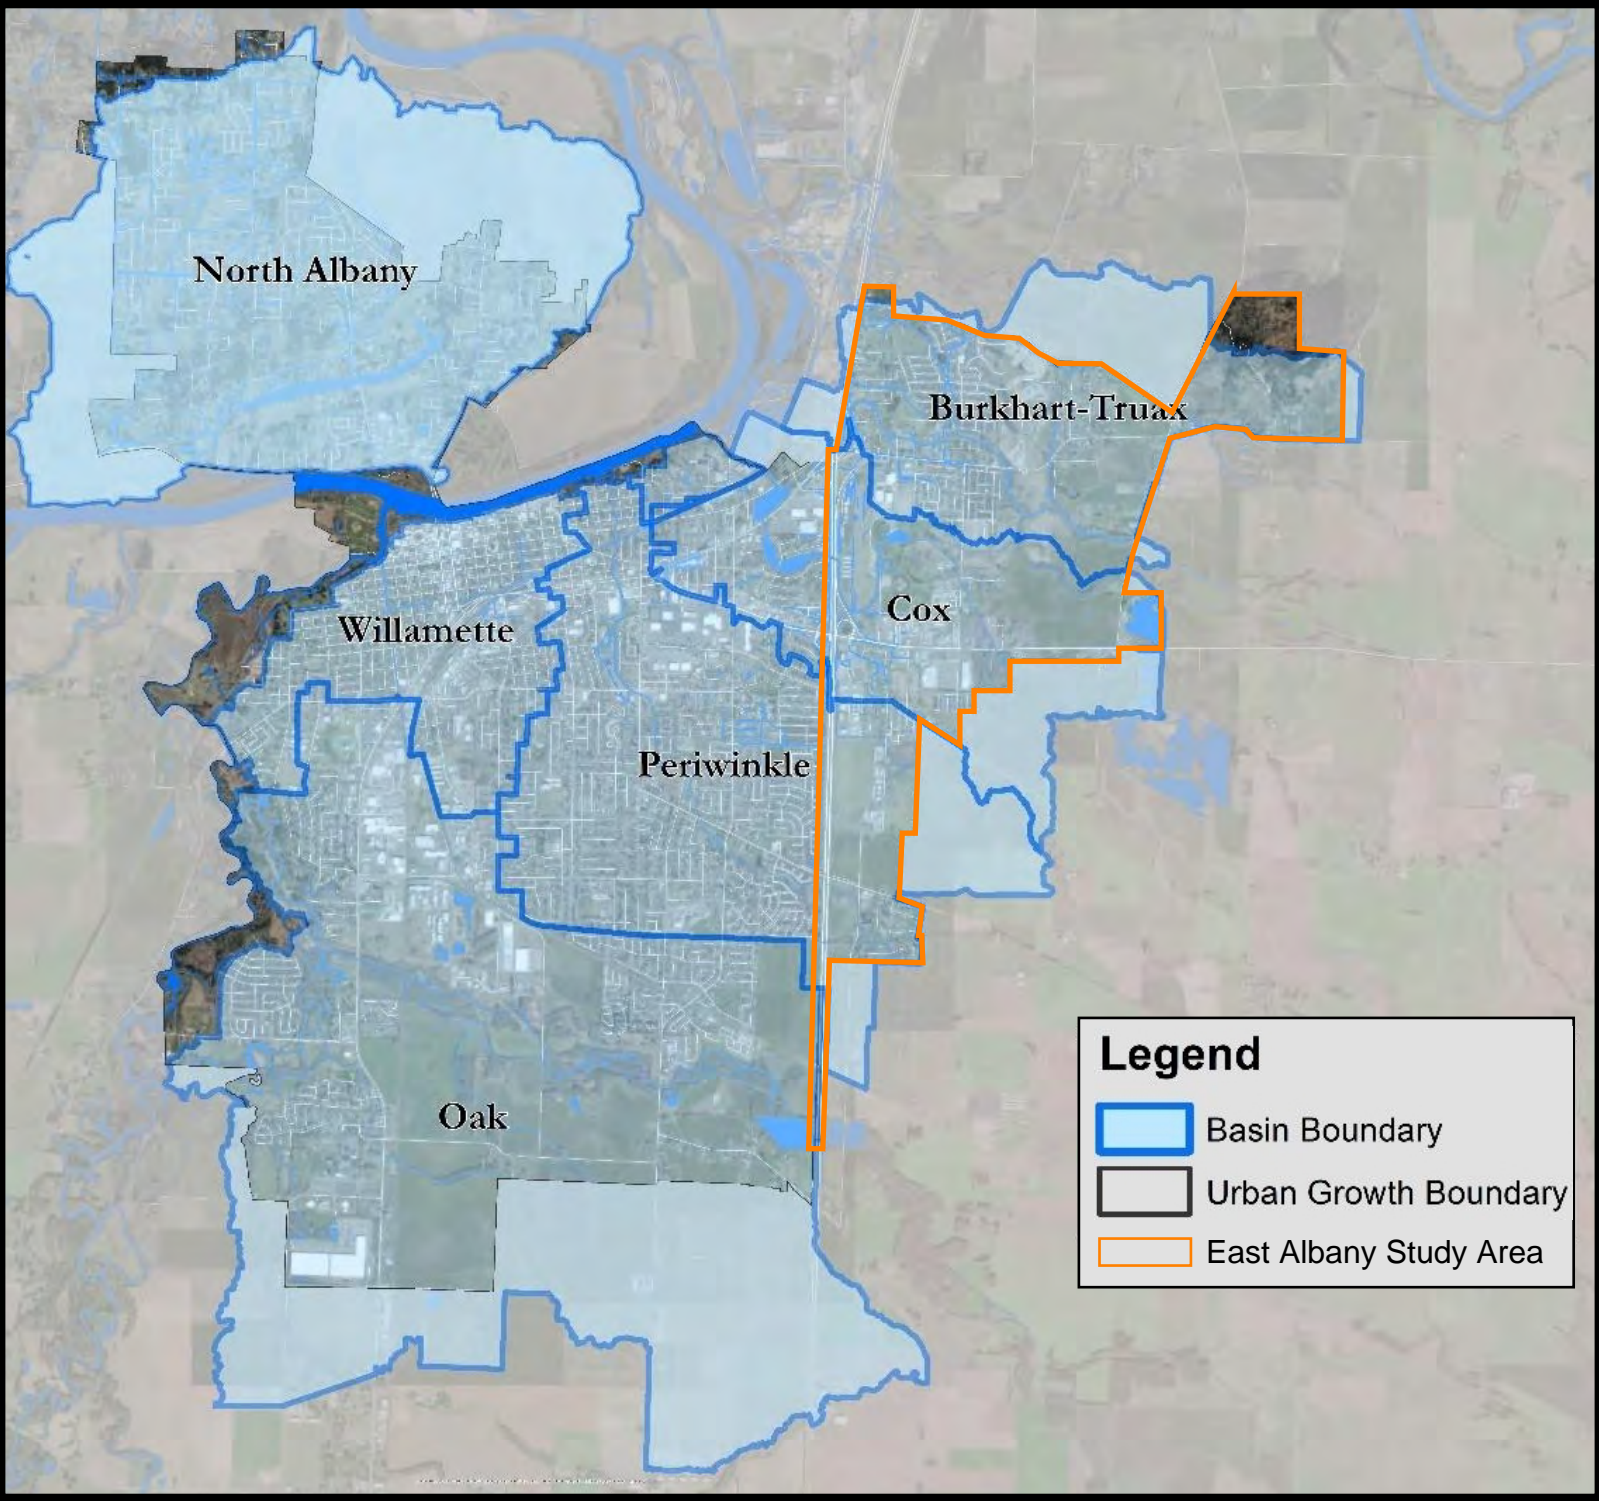 North Albany
Burkhart-Truax
Cox
Willamette
Periwinkle
Oak
Legend
Basin Boundary
Urban Growth Boundary
East Albany Study Area